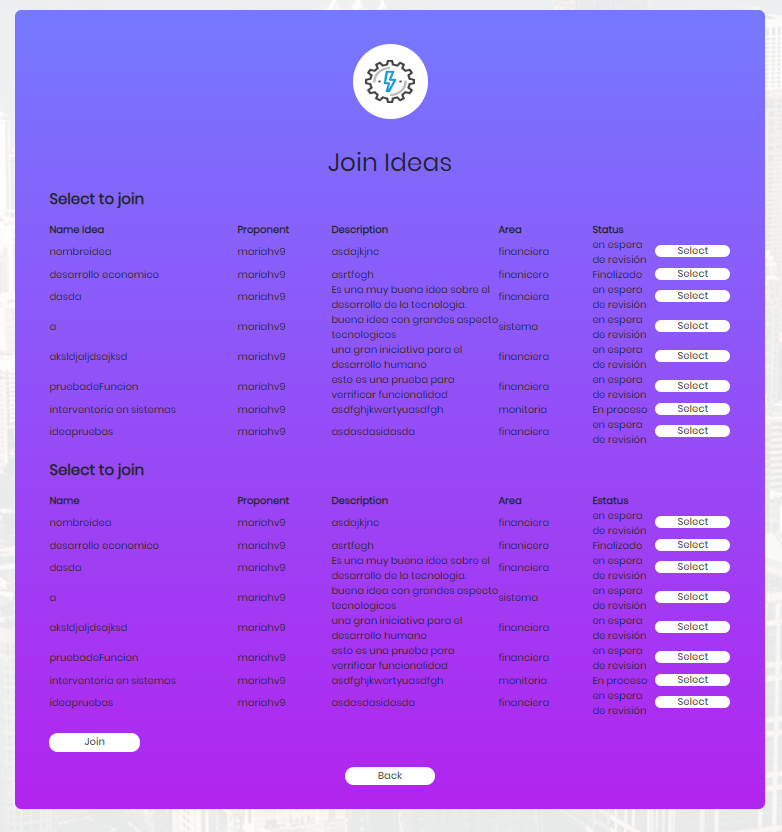 Join Ideas
Select to join
Name Idea Proponent Description Area Status
nombreidea mariahv9 asdajkjnc financiera en espera de revisión Select
desarrollo economico mariahv9 asrtfegh finanicero Finalizado Select
dasda mariahv9 Es una muy buena idea sobre el desarrollo de la tecnologia. financiera en espera de revisión Select
a mariahv9 buena idea con grandes aspecto tecnologicos sistema en espera de revisión Select
aksldjaljdsajksd mariahv9 una gran iniciativa para el desarrollo humano financiera en espera de revisión Select
pruebadeFuncion mariahv9 esto es una prueba para verrificar funcionalidad financiera en espera de revision Select
interventoria en sistemas mariahv9 asdfghjkwertyuasdfgh monitoria En proceso Select
ideapruebas mariahv9 asdasdasidasda financiera en espera de revisión Select
Select to join
Name Proponent Description Area Estatus
nombreidea mariahv9 asdajkjnc financiera en espera de revisión Select
desarrollo economico mariahv9 asrtfegh finanicero Finalizado Select
dasda mariahv9 Es una muy buena idea sobre el desarrollo de la tecnologia. financiera en espera de revisión Select
a mariahv9 buena idea con grandes aspecto tecnologicos sistema en espera de revisión Select
aksldjaljdsajksd mariahv9 una gran iniciativa para el desarrollo humano financiera en espera de revisión Select
pruebadeFuncion mariahv9 esto es una prueba para verrificar funcionalidad financiera en espera de revision Select
interventoria en sistemas mariahv9 asdfghjkwertyuasdfgh monitoria En proceso Select
ideapruebas mariahv9 asdasdasidasda financiera en espera de revisión Select
Join
Back